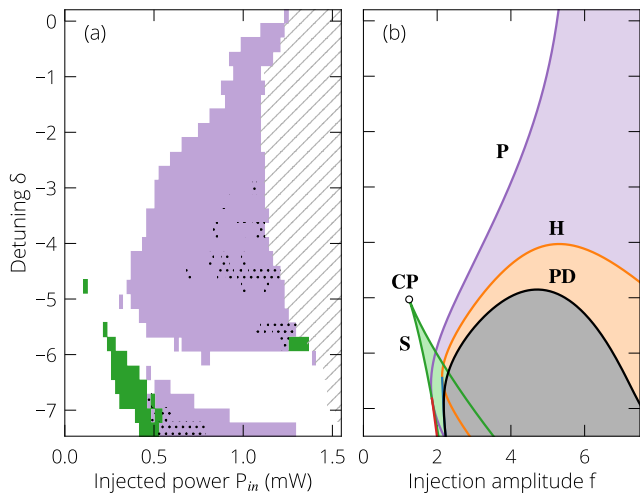 (a)
0
−1
−2
−3
−4
−5
−6
−7
Detuning δ
0.0
0.5
1.0
1.5
Injected power P_in (mW)
(b)
P
H
PD
CP
S
0
2
4
6
Injection amplitude f